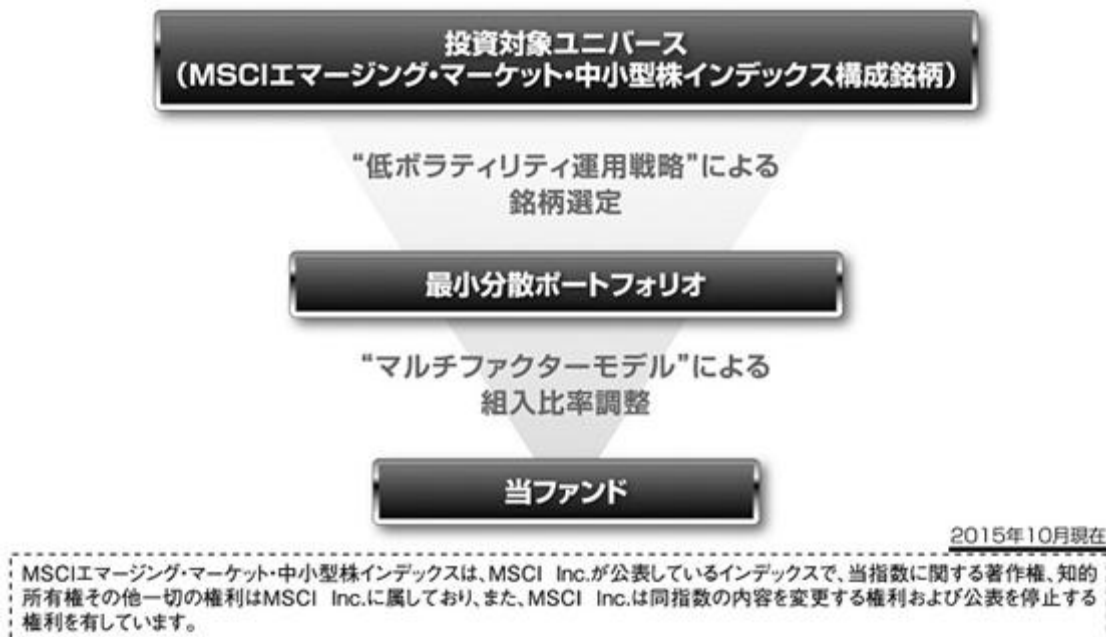 投資対象ユニバース
（MSCIエマージング・マーケット・中小型株インデックス構成銘柄）
“低ボラティリティ運用戦略”による
銘柄選定
最小分散ポートフォリオ
“マルチファクターモデル”による
組入比率調整
当ファンド
2015年10月現在
MSCIエマージング・マーケット・中小型株インデックスは、MSCI Inc.が公表しているインデックスで、当指数に関する著作権、知的
所有権その他一切の権利はMSCI Inc.に属しており、また、MSCI Inc.は同指数の内容を変更する権利および公表を停止する
権利を有しています。